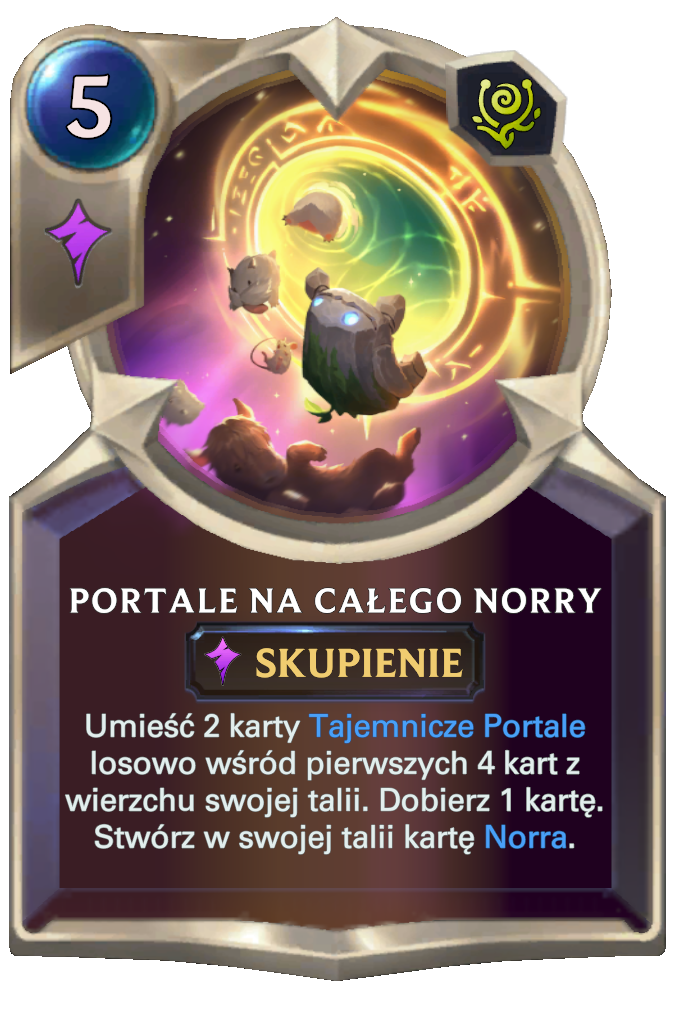 5
PORTALE NA CAŁEGO NORRY
SKUPIENIE
Umieść 2 karty Tajemnicze Portale
losowo wśród pierwszych 4 kart z
wierzchu swojej talii. Dobierz 1 kartę.
Stwórz w swojej talii kartę Norra.